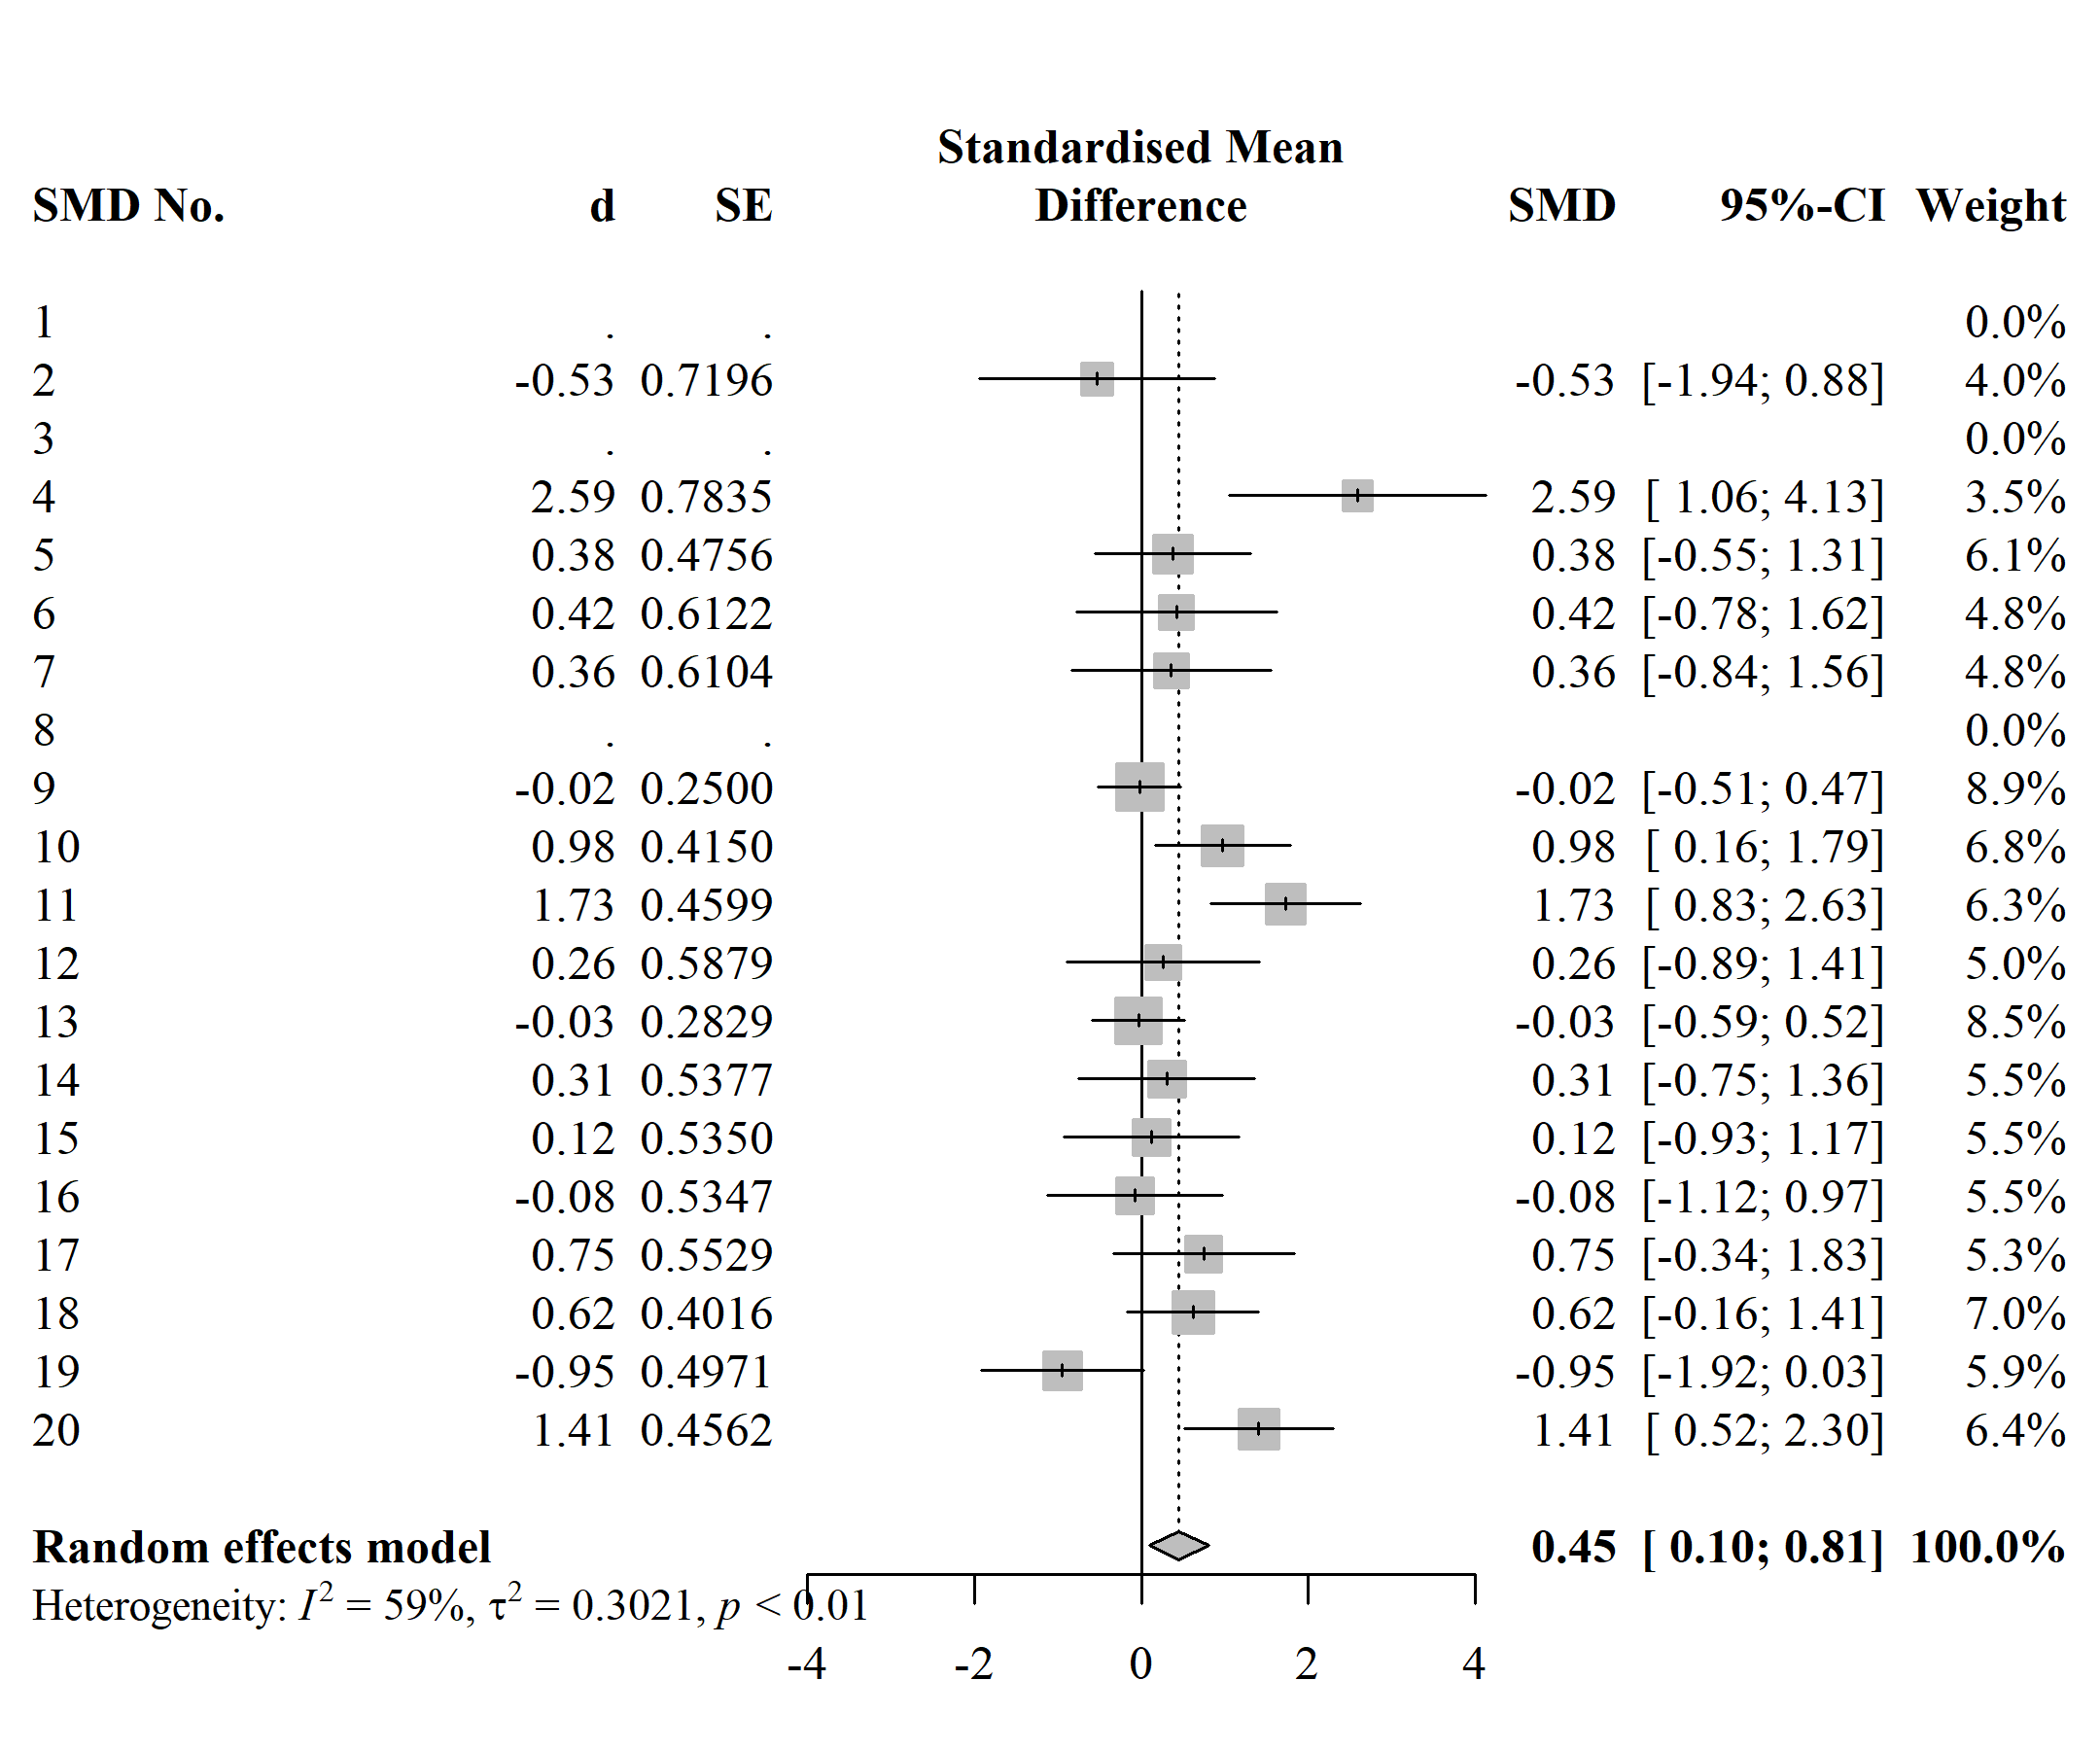 Standardised Mean
SMD No. d SE Difference SMD 95%-CI Weight
1 . . 0.0%
2 -0.53 0.7196 -0.53 [-1.94; 0.88] 4.0%
3 . . 0.0%
4 2.59 0.7835 2.59 [ 1.06; 4.13] 3.5%
5 0.38 0.4756 0.38 [-0.55; 1.31] 6.1%
6 0.42 0.6122 0.42 [-0.78; 1.62] 4.8%
7 0.36 0.6104 0.36 [-0.84; 1.56] 4.8%
8 . . 0.0%
9 -0.02 0.2500 -0.02 [-0.51; 0.47] 8.9%
10 0.98 0.4150 0.98 [ 0.16; 1.79] 6.8%
11 1.73 0.4599 1.73 [ 0.83; 2.63] 6.3%
12 0.26 0.5879 0.26 [-0.89; 1.41] 5.0%
13 -0.03 0.2829 -0.03 [-0.59; 0.52] 8.5%
14 0.31 0.5377 0.31 [-0.75; 1.36] 5.5%
15 0.12 0.5350 0.12 [-0.93; 1.17] 5.5%
16 -0.08 0.5347 -0.08 [-1.12; 0.97] 5.5%
17 0.75 0.5529 0.75 [-0.34; 1.83] 5.3%
18 0.62 0.4016 0.62 [-0.16; 1.41] 7.0%
19 -0.95 0.4971 -0.95 [-1.92; 0.03] 5.9%
20 1.41 0.4562 1.41 [ 0.52; 2.30] 6.4%
Random effects model 0.45 [ 0.10; 0.81] 100.0%
Heterogeneity: I² = 59%, τ² = 0.3021, p < 0.01
-4 -2 0 2 4